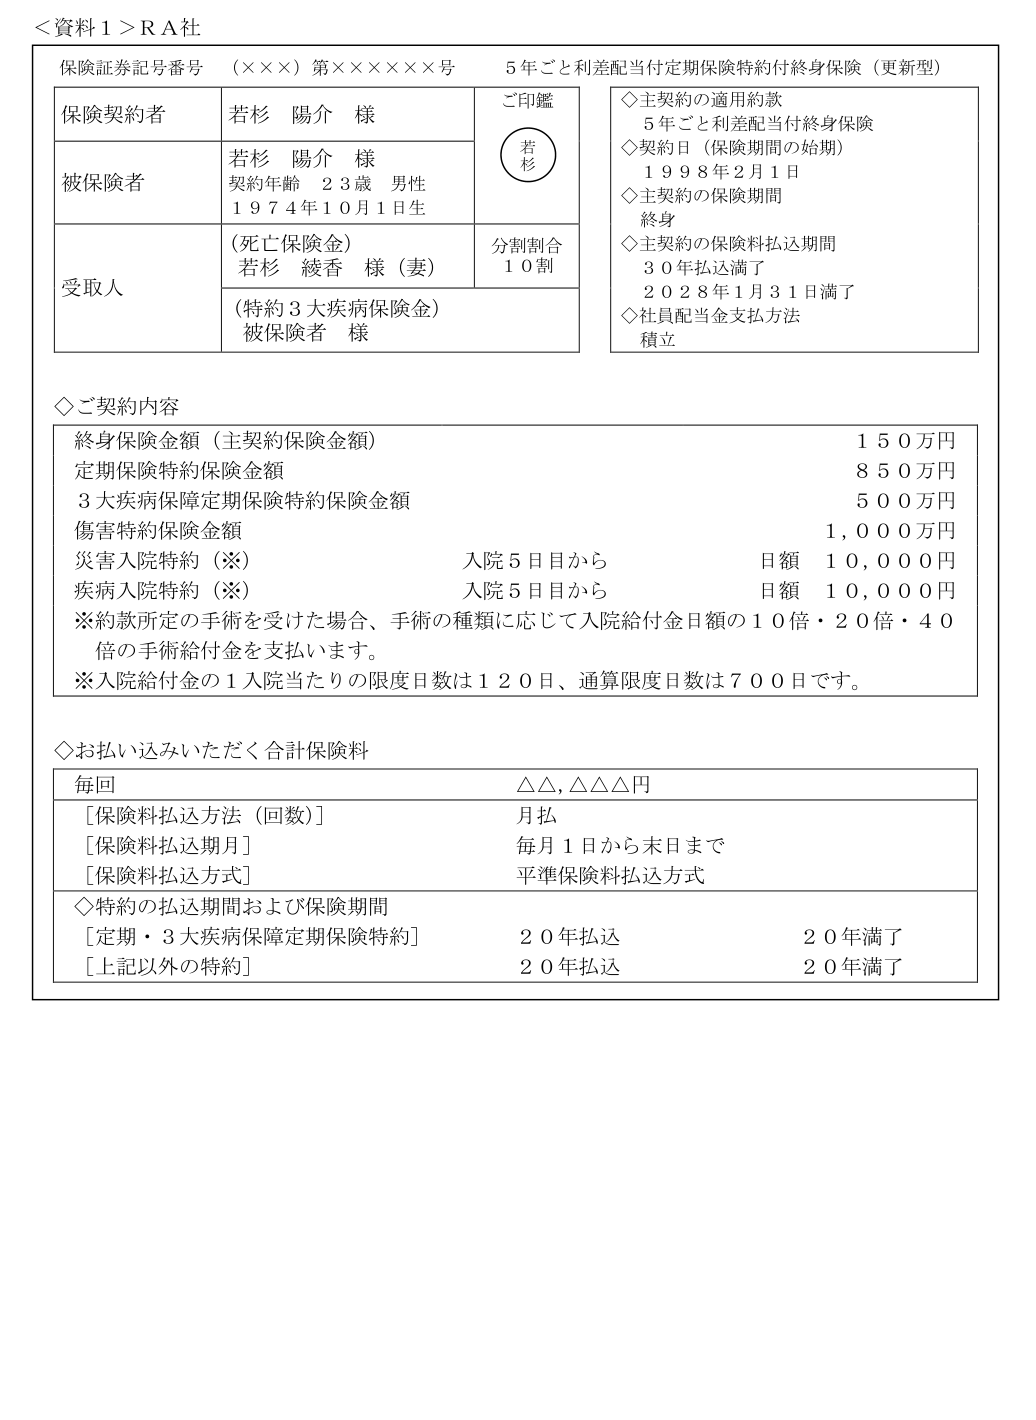 ＜資料１＞ＲＡ社
保険証券記号番号　（×××）第××××××号　　５年ごと利差配当付定期保険特約付終身保険（更新型）
保険契約者
若杉　陽介　様
ご印鑑
若
杉
被保険者
若杉　陽介　様
契約年齢　２３歳　男性
１９７４年１０月１日生
受取人
（死亡保険金）
若杉　綾香　様（妻）
分割割合
１０割
（特約３大疾病保険金）
被保険者　様
◇主契約の適用約款
５年ごと利差配当付終身保険
◇契約日（保険期間の始期）
１９９８年２月１日
◇主契約の保険期間
終身
◇主契約の保険料払込期間
３０年払込満了
２０２８年１月３１日満了
◇社員配当金支払方法
積立
◇ご契約内容
終身保険金額（主契約保険金額）　１５０万円
定期保険特約保険金額　８５０万円
３大疾病保障定期保険特約保険金額　５００万円
傷害特約保険金額　１,０００万円
災害入院特約（※）　入院５日目から　日額　１０,０００円
疾病入院特約（※）　入院５日目から　日額　１０,０００円
※約款所定の手術を受けた場合、手術の種類に応じて入院給付金日額の１０倍・２０倍・４０
倍の手術給付金を支払います。
※入院給付金の１入院当たりの限度日数は１２０日、通算限度日数は７００日です。
◇お払い込みいただく合計保険料
毎回　△△,△△△円
［保険料払込方法（回数）］　月払
［保険料払込期月］　毎月１日から末日まで
［保険料払込方式］　平準保険料払込方式
◇特約の払込期間および保険期間
［定期・３大疾病保障定期保険特約］　２０年払込　２０年満了
［上記以外の特約］　２０年払込　２０年満了